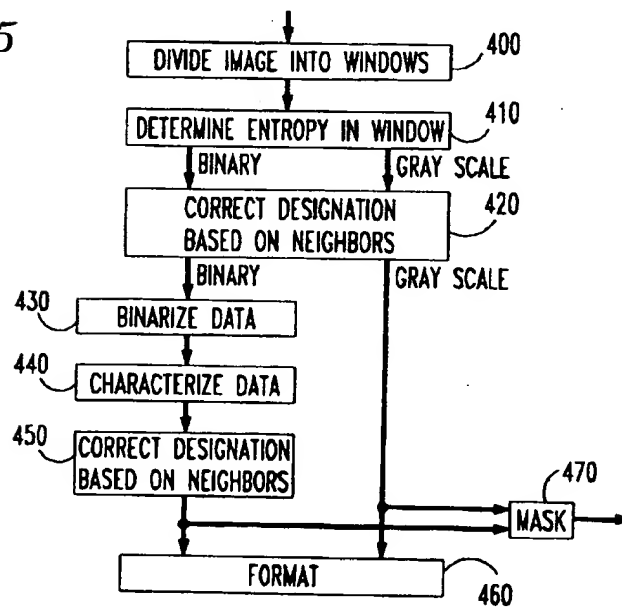 5
400
DIVIDE IMAGE INTO WINDOWS
410
DETERMINE ENTROPY IN WINDOW
BINARY GRAY SCALE
420
CORRECT DESIGNATION
BASED ON NEIGHBORS
BINARY GRAY SCALE
430
BINARIZE DATA
440
CHARACTERIZE DATA
450
CORRECT DESIGNATION
BASED ON NEIGHBORS
470
MASK
FORMAT
460